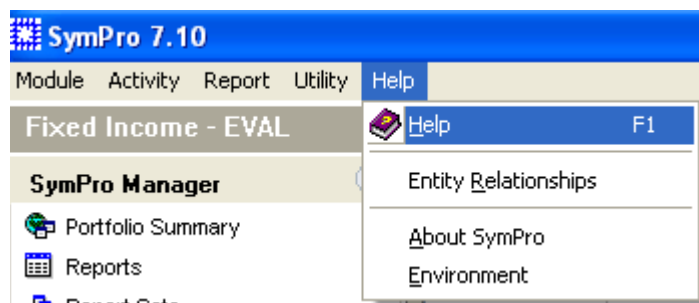 SymPro 7.10
Module Activity Report Utility Help
Fixed Income - EVAL
Help F1
SymPro Manager
Entity Relationships
Portfolio Summary
About SymPro
Reports
Environment